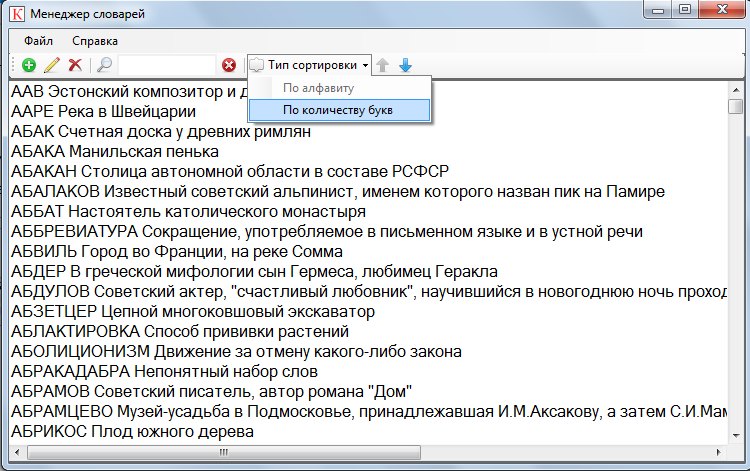 К Менеджер словарей
Файл Справка
Тип сортировки
По алфавиту
По количеству букв
ААВ Эстонский композитор и д
ААРЕ Река в Швейцарии
АБАК Счетная доска у древних римлян
АБАКА Манильская пенька
АБАКАН Столица автономной области в составе РСФСР
АБАЛАКОВ Известный советский альпинист, именем которого назван пик на Памире
АББАТ Настоятель католического монастыря
АББРЕВИАТУРА Сокращение, употребляемое в письменном языке и в устной речи
АБВИЛЬ Город во Франции, на реке Сомма
АБДЕР В греческой мифологии сын Гермеса, любимец Геракла
АБДУЛОВ Советский актер, "счастливый любовник", научившийся в новогоднюю ночь проход
АБЗЕТЦЕР Цепной многоковшовый экскаватор
АБЛАКТИРОВКА Способ прививки растений
АБОЛИЦИОНИЗМ Движение за отмену какого-либо закона
АБРАКАДАБРА Непонятный набор слов
АБРАМОВ Советский писатель, автор романа "Дом"
АБРАМЦЕВО Музей-усадьба в Подмосковье, принадлежавшая И.М.Аксакову, а затем С.И.Мам
АБРИКОС Плод южного дерева